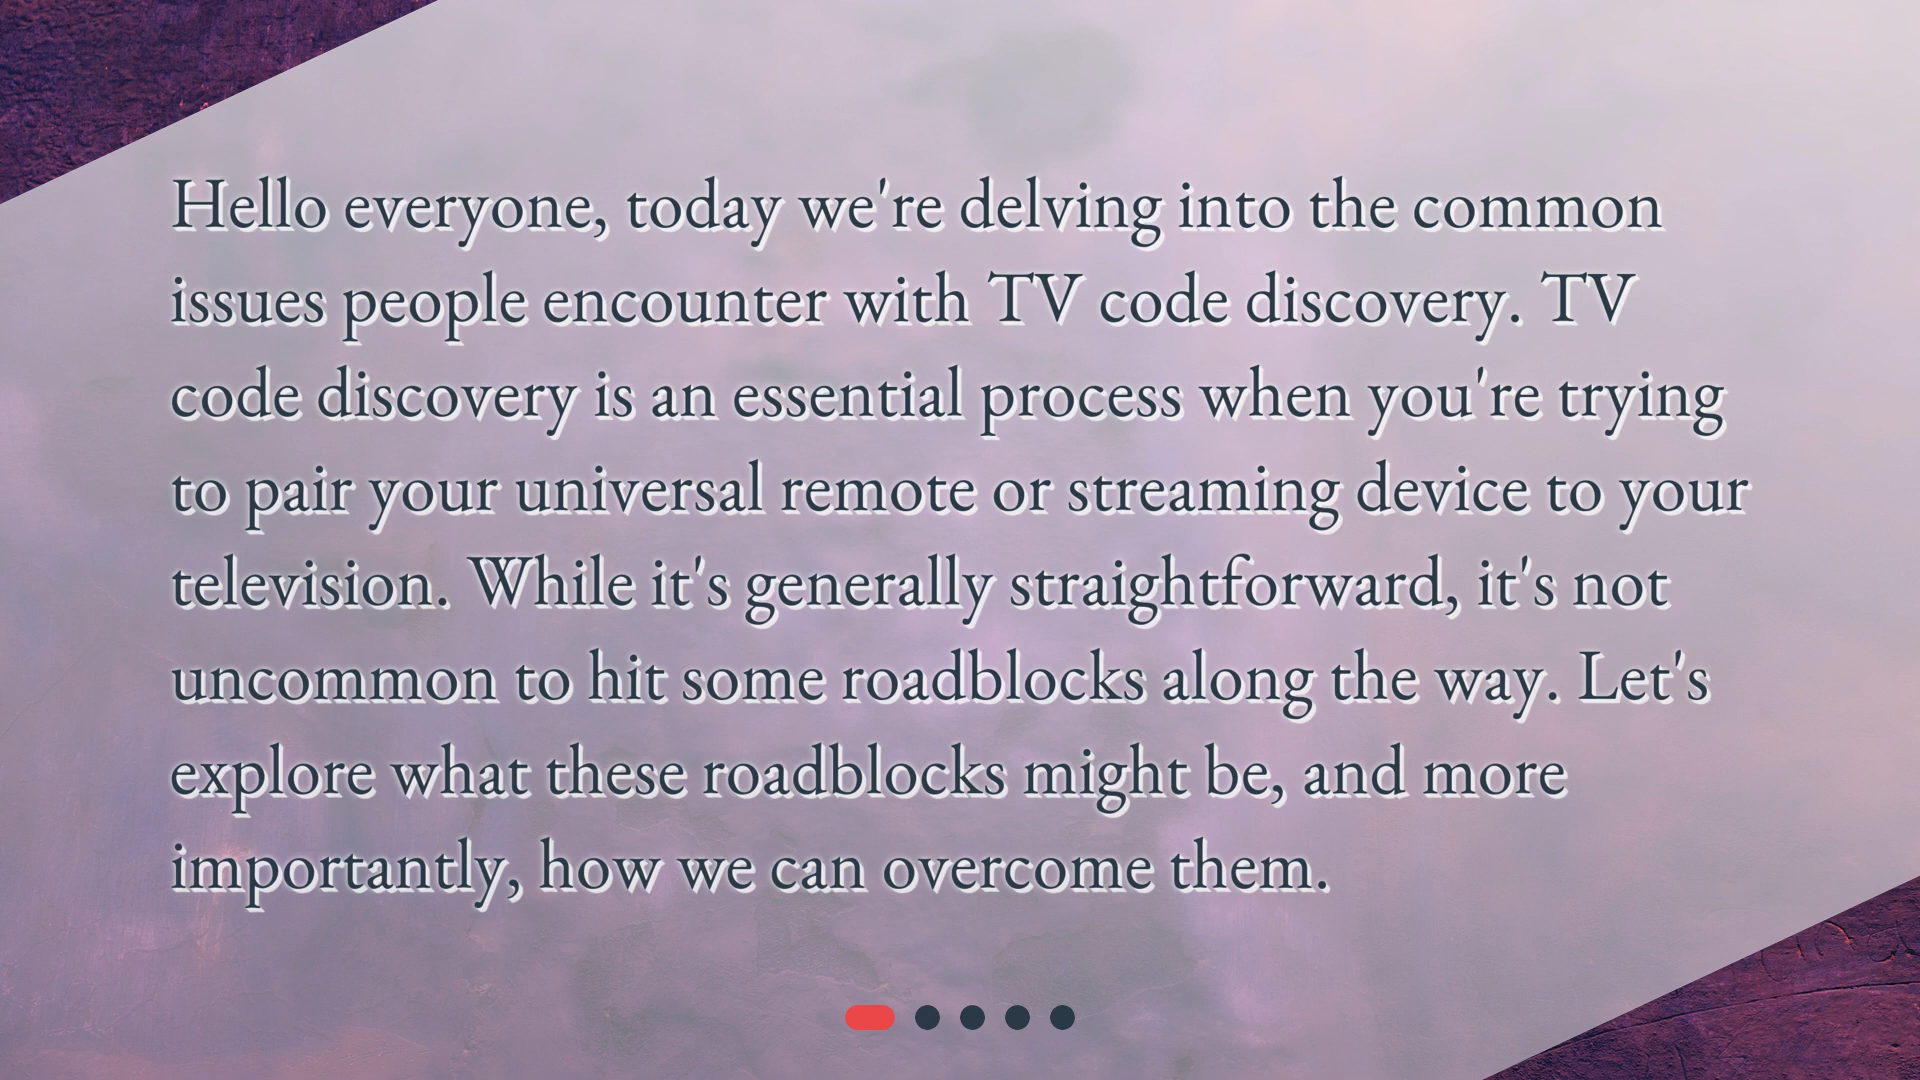 Hello everyone, today we're delving into the common
issues people encounter with TV code discovery. TV
code discovery is an essential process when you're trying
to pair your universal remote or streaming device to your
television. While it's generally straightforward, it's not
uncommon to hit some roadblocks along the way. Let's
explore what these roadblocks might be, and more
importantly, how we can overcome them.